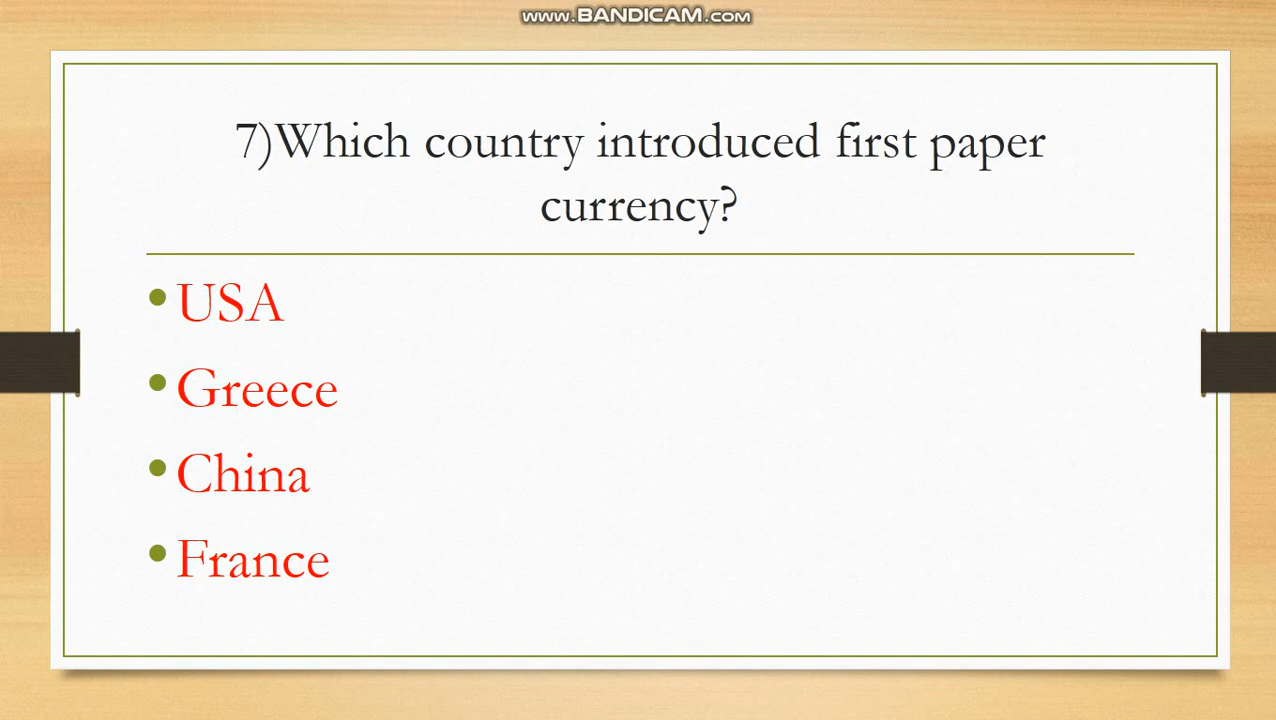 www.BANDICAM.com
7)Which country introduced first paper
currency?
• USA
• Greece
• China
• France